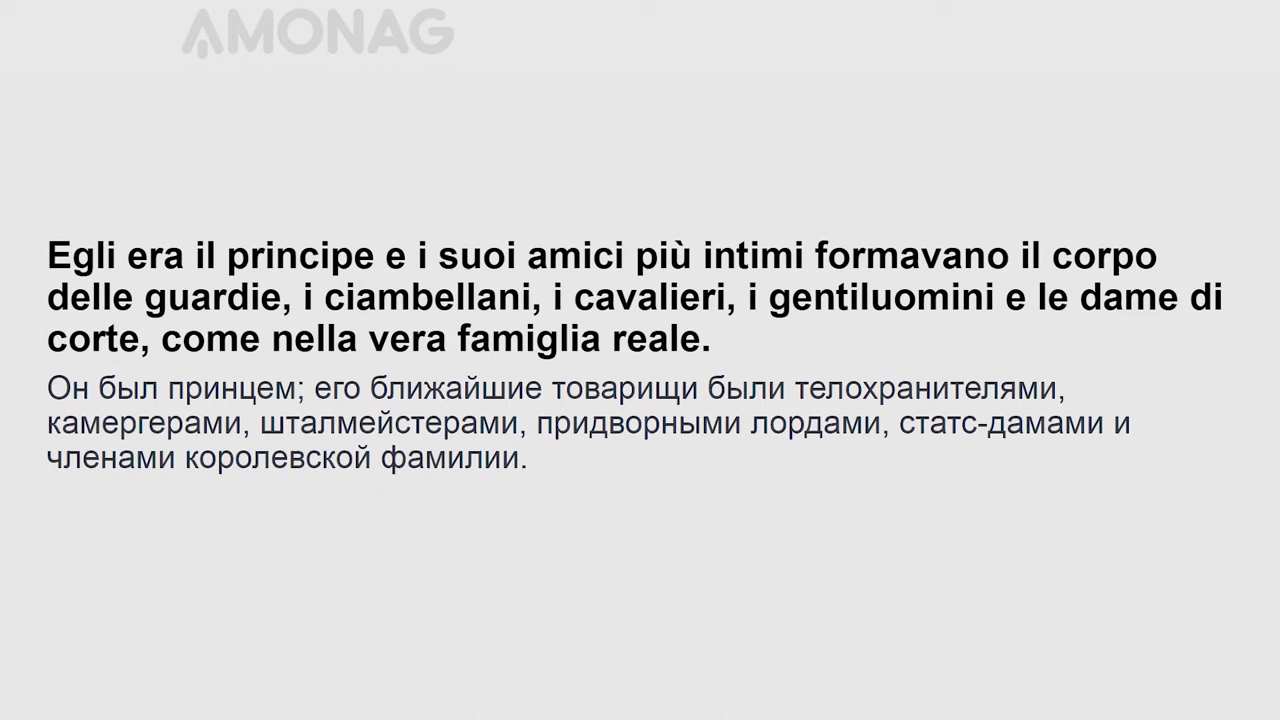 AMONAG
Egli era il principe e i suoi amici più intimi formavano il corpo
delle guardie, i ciambellani, i cavalieri, i gentiluomini e le dame di
corte, come nella vera famiglia reale.
Он был принцем; его ближайшие товарищи были телохранителями,
камергерами, шталмейстерами, придворными лордами, статс-дамами и
членами королевской фамилии.